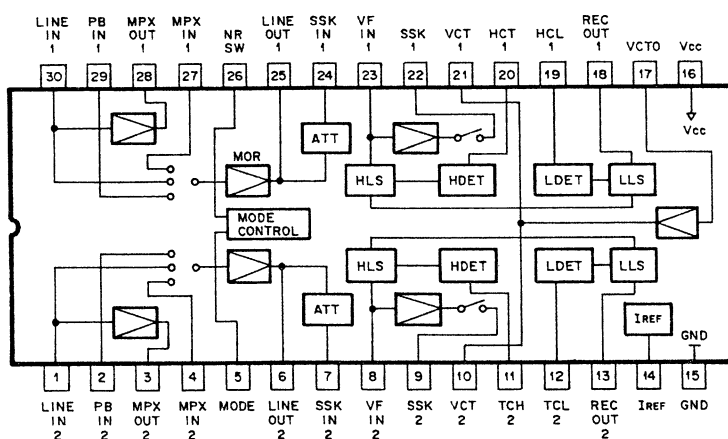 LINE IN 1
PB IN 1
MPX OUT 1
MPX IN 1
NR SW
LINE OUT 1
SSK IN 1
VF IN 1
SSK 1
VCT 1
HCT 1
HCL 1
REC OUT 1
VCTO
Vcc
30 29 28 27 26 25 24 23 22 21 20 19 18 17 16
Vcc
ATT
MOR
HLS
HDET
LDET
LLS
MODE
CONTROL
HLS
HDET
LDET
LLS
ATT
IREF
GND
1 2 3 4 5 6 7 8 9 10 11 12 13 14 15
LINE IN 2
PB IN 2
MPX OUT 2
MPX IN 2
MODE
LINE OUT 2
SSK IN 2
VF IN 2
SSK 2
VCT 2
TCH 2
TCL 2
REC OUT 2
IREF
GND